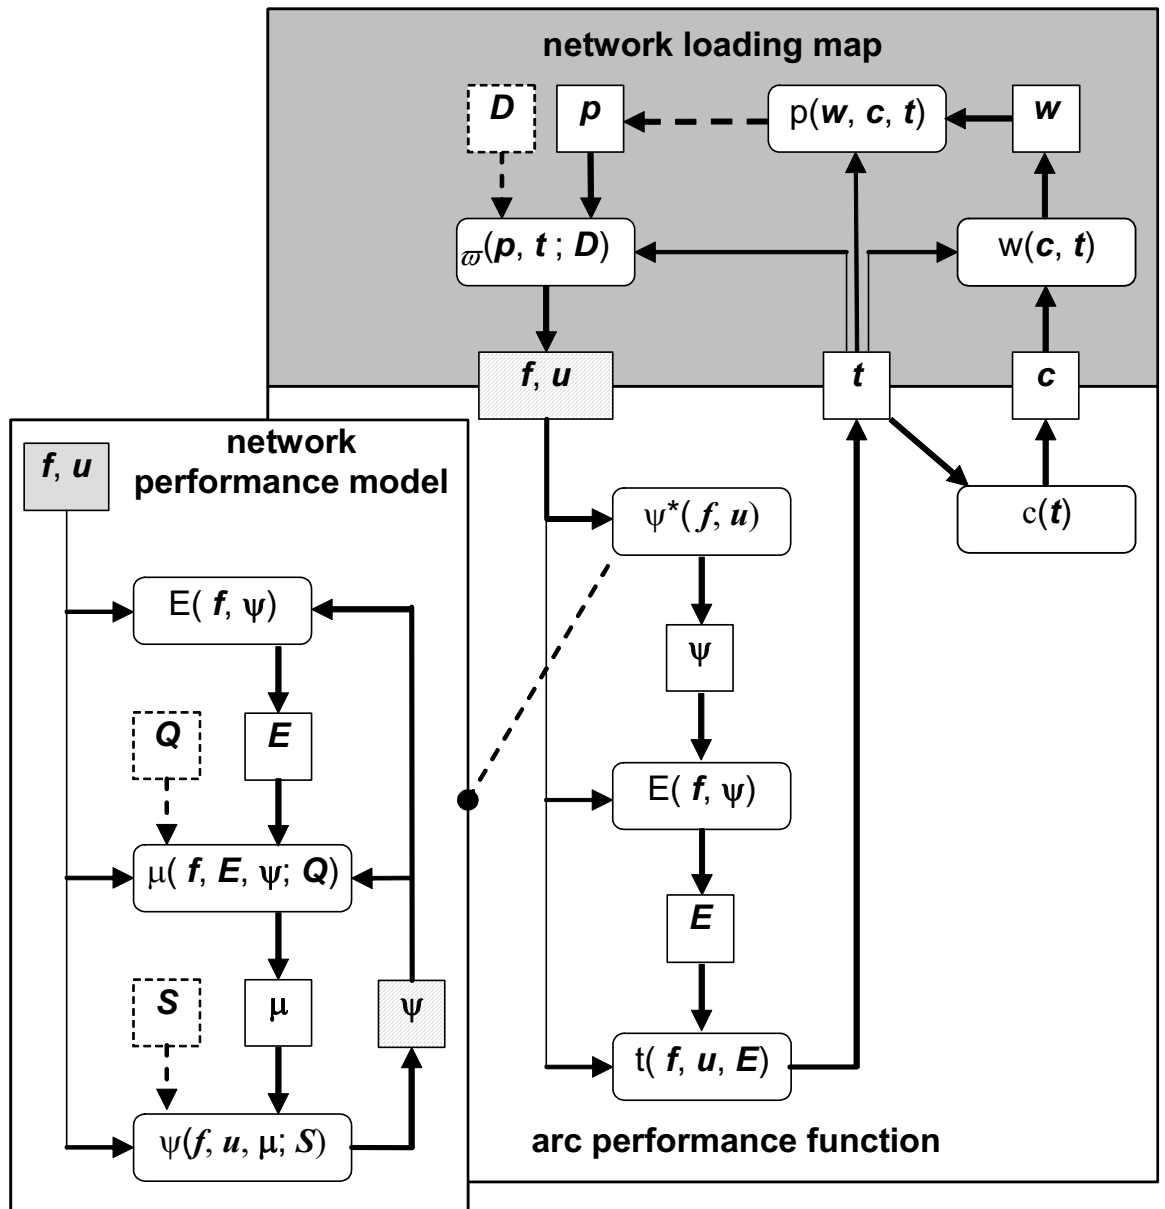 network loading map
D
p
p(w, c, t)
w
ϖ(p, t ; D)
w(c, t)
f, u
t
c
network
performance model
f, u
ψ*( f, u)
c(t)
E( f, ψ)
ψ
Q
E
E( f, ψ)
μ( f, E, ψ; Q)
E
S
μ
ψ
t( f, u, E)
ψ(f, u, μ; S)
arc performance function